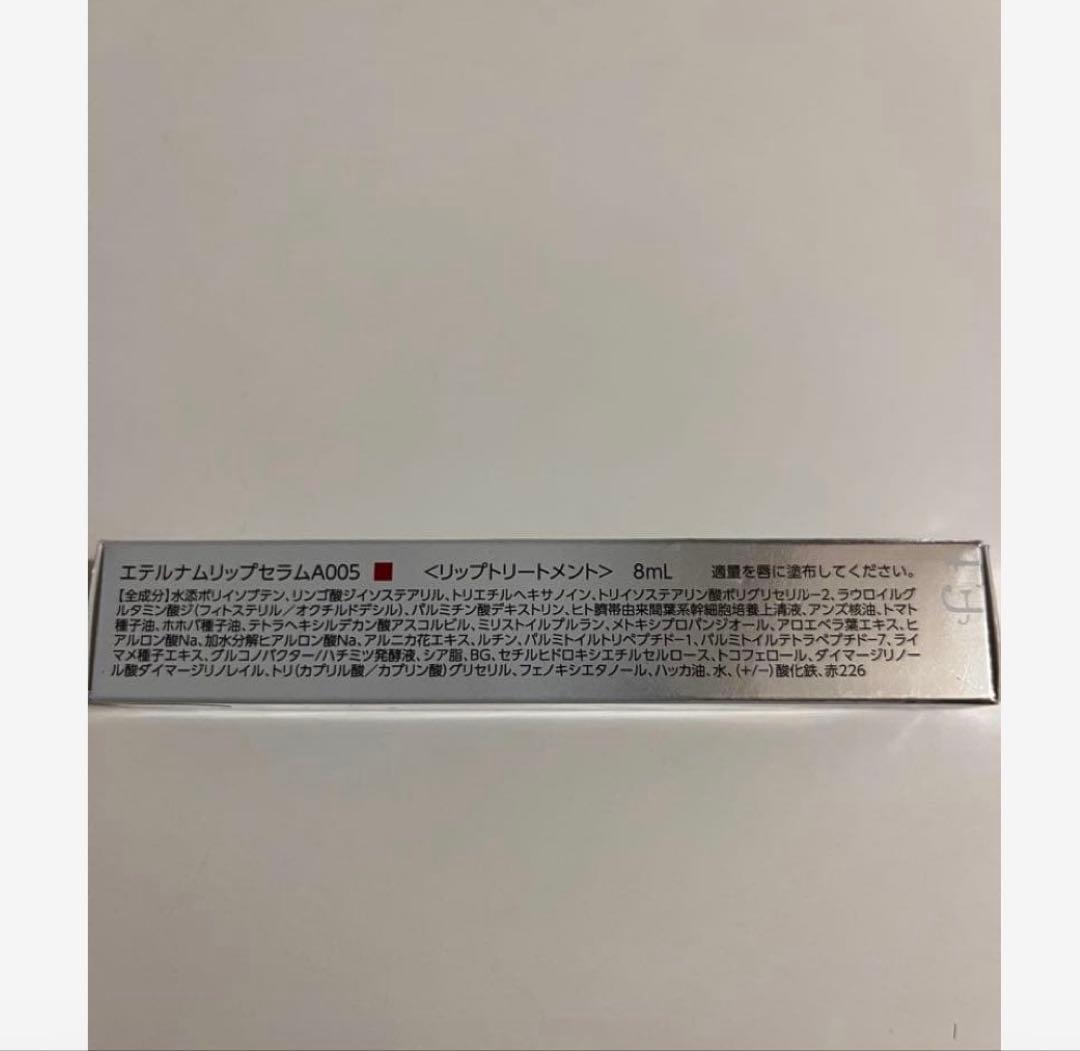 エテルナムリップセラムA005 ■ <リップトリートメント> 8mL 適量を唇に塗布してください。
【全成分】水添ポリイソブテン、リンゴ酸ジイソステアリル、トリエチルヘキサノイン、トリイソステアリン酸ポリグリセリル-2、ラウロイルグ
ルタミン酸ジ(フィトステリル/オクチルドデシル)、パルミチン酸デキストリン、ヒト臍帯由来間葉系幹細胞培養上清液、アンズ核油、トマト
種子油、ホホバ種子油、テトラヘキシルデカン酸アスコルビル、ミリストイルプルラン、メトキシプロパンジオール、アロエベラ葉エキス、ヒ
アルロン酸Na、加水分解ヒアルロン酸Na、アルニカ花エキス、ルチン、パルミトイルトリペプチド-1、パルミトイルテトラペプチド-7、ライ
マメ種子エキス、グルコノバクター/ハチミツ発酵液、シア脂、BG、セチルヒドロキシエチルセルロース、トコフェロール、ダイマージリノー
ル酸ダイマージリノレイル、トリ(カプリル酸/カプリン酸)グリセリル、フェノキシエタノール、ハッカ油、水、(+/−)酸化鉄、赤226